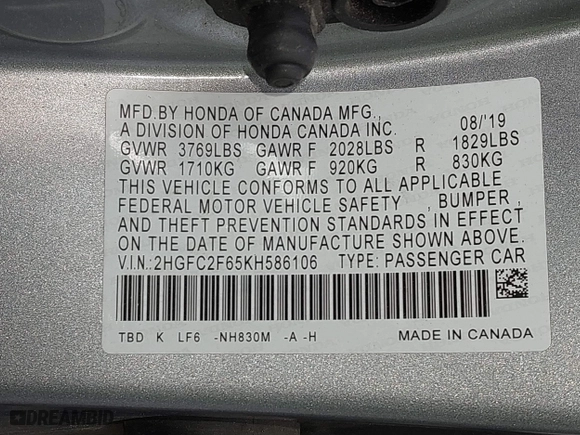 MFD.BY HONDA OF CANADA MFG.,
A DIVISION OF HONDA CANADA INC. 08/'19
GVWR 3769LBS GAWR F 2028LBS R 1829LBS
GVWR 1710KG GAWR F 920KG R 830KG
THIS VEHICLE CONFORMS TO ALL APPLICABLE
FEDERAL MOTOR VEHICLE SAFETY , BUMPER ,
AND THEFT PREVENTION STANDARDS IN EFFECT
ON THE DATE OF MANUFACTURE SHOWN ABOVE.
V.I.N.:2HGFC2F65KH586106 TYPE: PASSENGER CAR
TBD K LF6 -NH830M -A -H MADE IN CANADA
DREAMBID